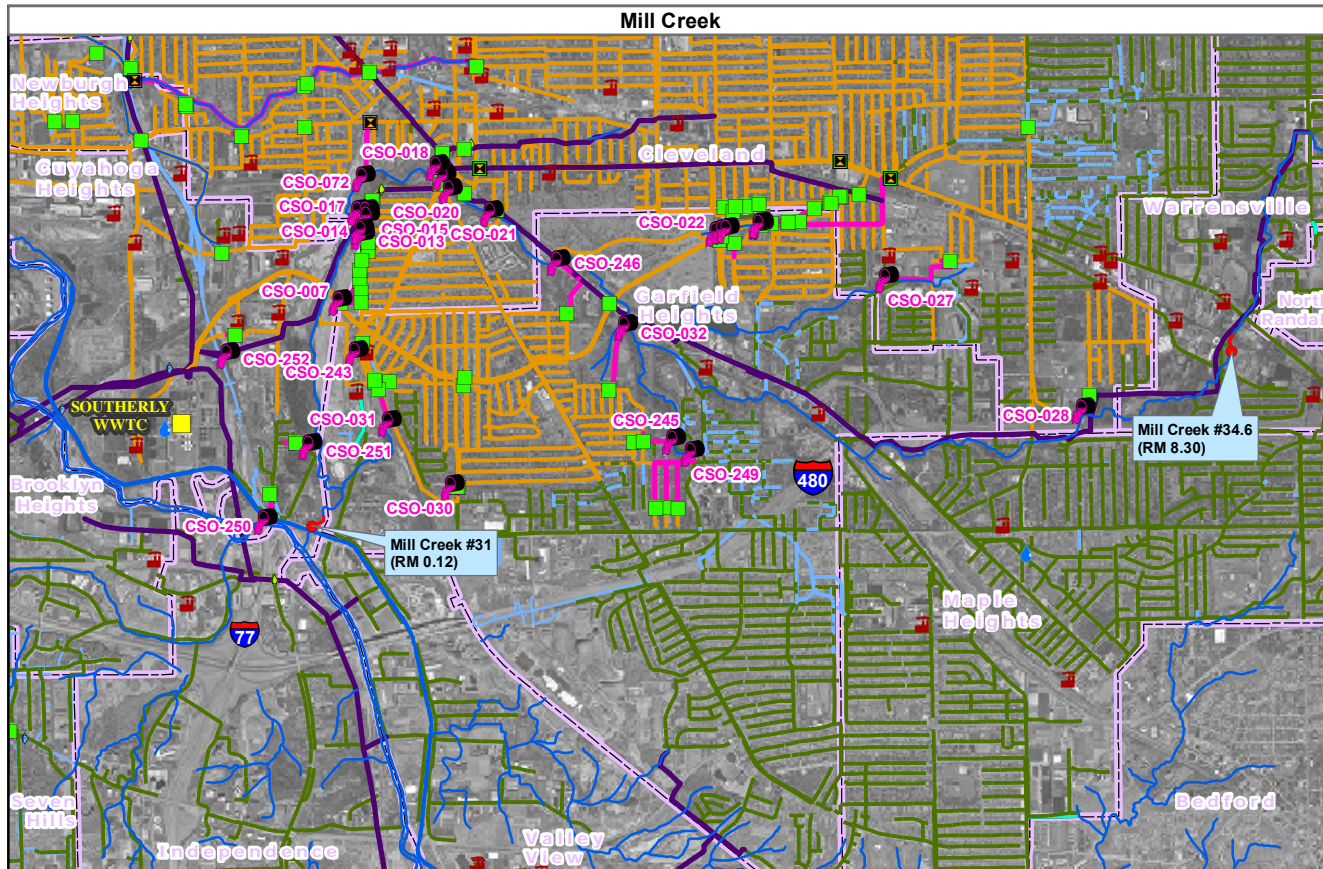 Mill Creek
Newburgh
Heights
Cuyahoga
Heights
CSO-018
Cleveland
CSO-072
CSO-017
CSO-014
CSO-020
CSO-015
CSO-013
CSO-021
CSO-022
Warrensville
CSO-246
CSO-007
CSO-027
Garfield
Heights
CSO-032
North
Randal
CSO-252
CSO-243
SOUTHERLY
WWTC
CSO-031
CSO-251
CSO-245
CSO-249
CSO-028
Mill Creek #34.6
(RM 8.30)
480
Brooklyn
Heights
CSO-030
CSO-250
Mill Creek #31
(RM 0.12)
77
Maple
Heights
Seven
Hills
Independence
Valley
View
Bedford